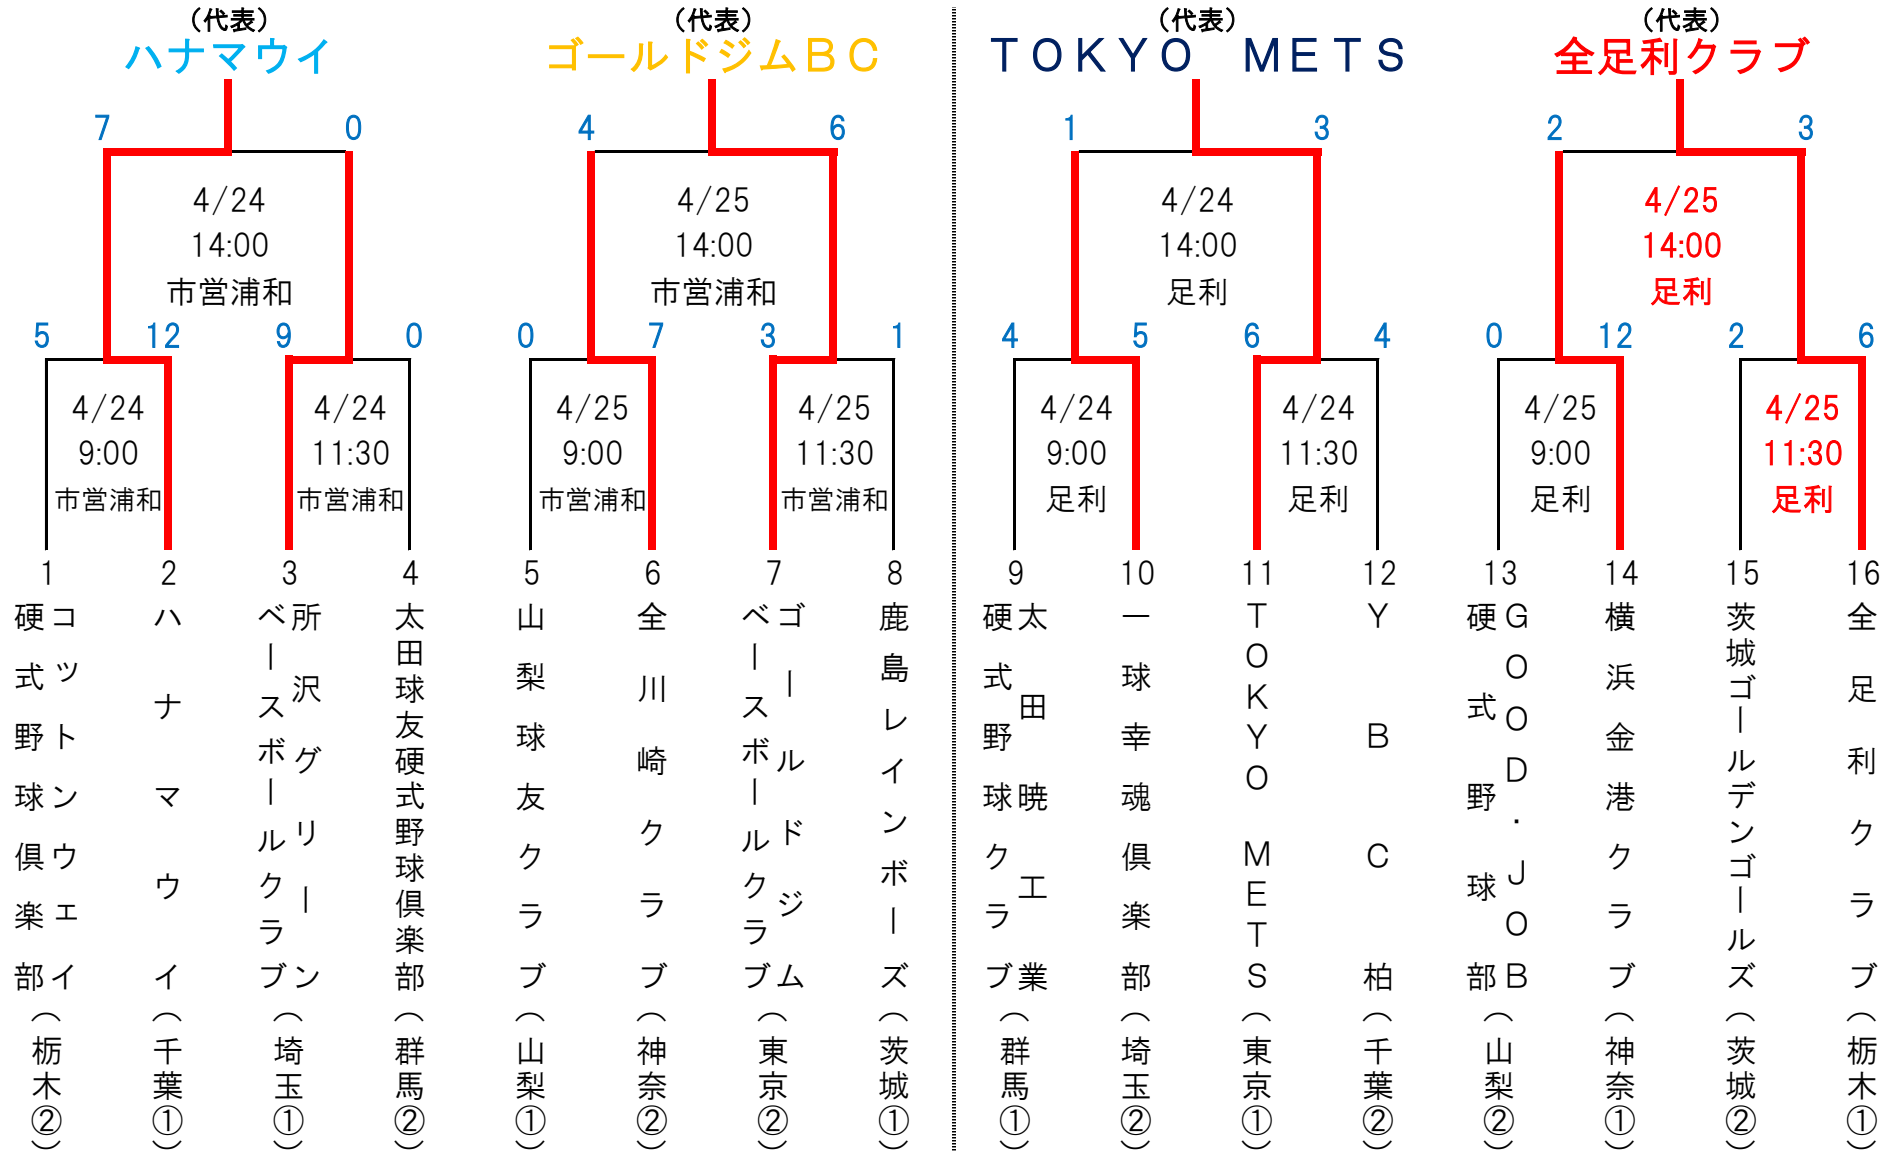 （代表）
ハナマウイ
（代表）
ゴールドジムＢＣ
（代表）
ＴＯＫＹＯ　ＭＥＴＳ
（代表）
全足利クラブ
7
0
4
6
1
3
2
3
4/24
14:00
市営浦和
4/25
14:00
市営浦和
4/24
14:00
足利
4/25
14:00
足利
5
12
9
0
0
7
3
1
4
5
6
4
0
12
2
6
4/24
9:00
市営浦和
4/24
11:30
市営浦和
4/25
9:00
市営浦和
4/25
11:30
市営浦和
4/24
9:00
足利
4/24
11:30
足利
4/25
9:00
足利
4/25
11:30
足利
1
2
3
4
5
6
7
8
9
10
11
12
13
14
15
16
コットンウェイ
硬式野球倶楽部
（栃木②）
ハナマウイ
（千葉①）
所沢グリーン
ベースボールクラブ
（埼玉①）
太田球友硬式野球倶楽部
（群馬②）
山梨球友クラブ
（山梨①）
全川崎クラブ
（神奈②）
ゴールドジム
ベースボールクラブ
（東京②）
鹿島レインボーズ
（茨城①）
太田暁工業
硬式野球クラブ
（群馬①）
一球幸魂倶楽部
（埼玉②）
ＴＯＫＹＯ　ＭＥＴＳ
（東京①）
ＹＢＣ柏
（千葉②）
ＧＯＯＤ・ＪＯＢ
硬式野球部
（山梨②）
横浜金港クラブ
（神奈①）
茨城ゴールデンゴールズ
（茨城②）
全足利クラブ
（栃木①）